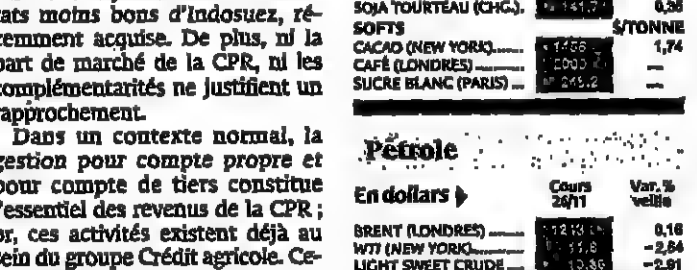 tats moins bons d'Indosuez, ré-
cemment acquise. De plus, ni la
part de marché de la CPR, ni les
complémentarités ne justifient un
rapprochement.
Dans un contexte normal, la
gestion pour compte propre et
pour compte de tiers constitue
l'essentiel des revenus de la CPR ;
or, ces activités existent déjà au
sein du groupe Crédit agricole. Ce-
SOJA TOURTEAU (CHG.). 0,36
SOFTS $/TONNE
CACAO (NEW YORK) 1,74
CAFÉ (LONDRES) —
SUCRE BLANC (PARIS) —
Pétrole
En dollars Cours 26/11 Var. % veille
BRENT (LONDRES) 0,16
WTI (NEW YORK) -2,64
LIGHT SWEET CRUDE -2,91